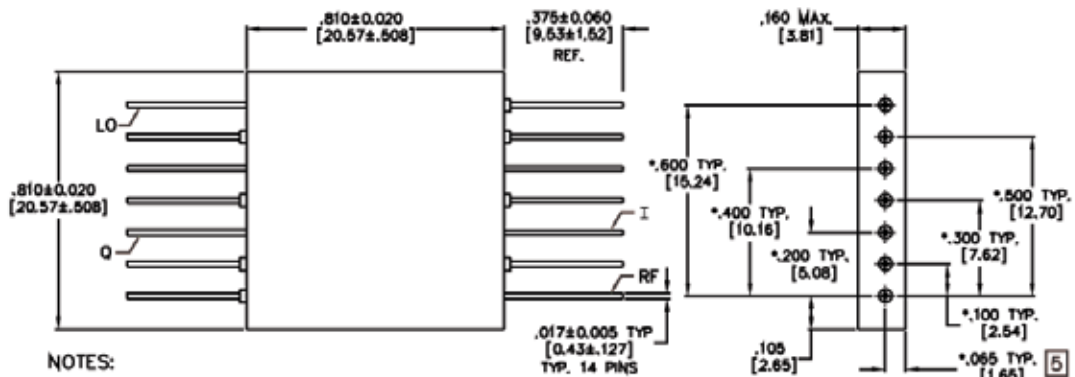 .810±0.020
[20.57±.508]
.375±0.060
[9.53±1.52]
REF.
.160 MAX.
[3.81]
LO
.810±0.020
[20.57±.508]
Q
I
RF
.017±0.005 TYP
[0.43±.127]
TYP. 14 PINS
*.600 TYP.
[15.24]
*.400 TYP.
[10.16]
*.200 TYP.
[5.08]
*.500 TYP.
[12.70]
*.300 TYP.
[7.62]
*.100 TYP.
[2.54]
.105
[2.65]
*.065 TYP. 5
[1.65]
NOTES: